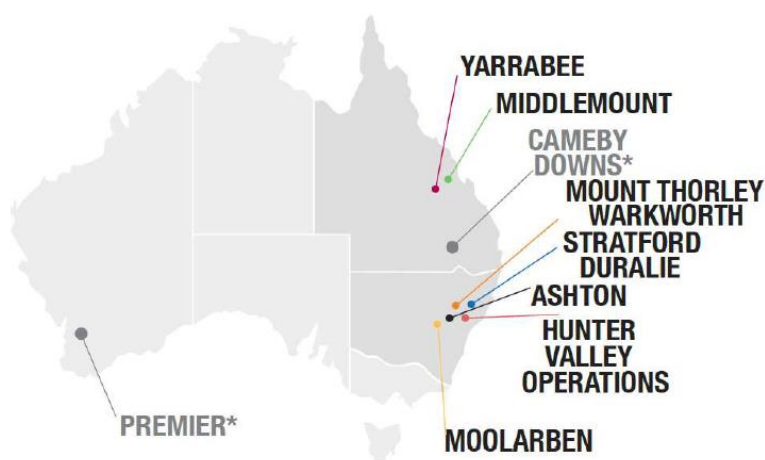 YARRABEE
MIDDLEMOUNT
CAMEBY
DOWNS*
MOUNT THORLEY
WARKWORTH
STRATFORD
DURALIE
ASHTON
HUNTER
VALLEY
OPERATIONS
PREMIER*
MOOLARBEN